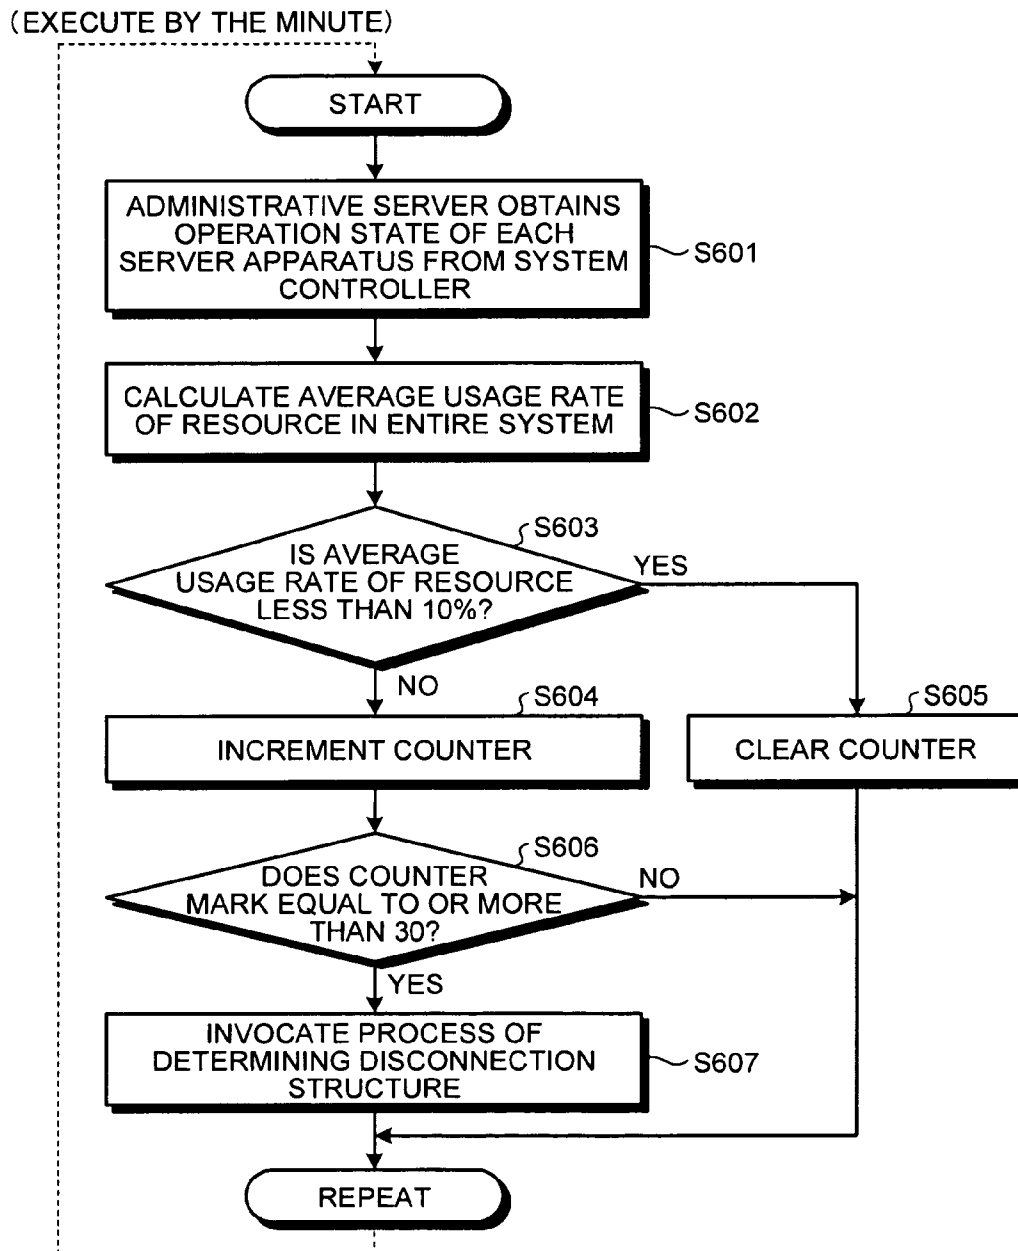 (EXECUTE BY THE MINUTE)
START
ADMINISTRATIVE SERVER OBTAINS
OPERATION STATE OF EACH
SERVER APPARATUS FROM SYSTEM
CONTROLLER
S601
CALCULATE AVERAGE USAGE RATE
OF RESOURCE IN ENTIRE SYSTEM
S602
S603
IS AVERAGE
USAGE RATE OF RESOURCE
LESS THAN 10%?
YES
NO
S604
INCREMENT COUNTER
S605
CLEAR COUNTER
S606
DOES COUNTER
MARK EQUAL TO OR MORE
THAN 30?
NO
YES
INVOCATE PROCESS OF
DETERMINING DISCONNECTION
STRUCTURE
S607
REPEAT